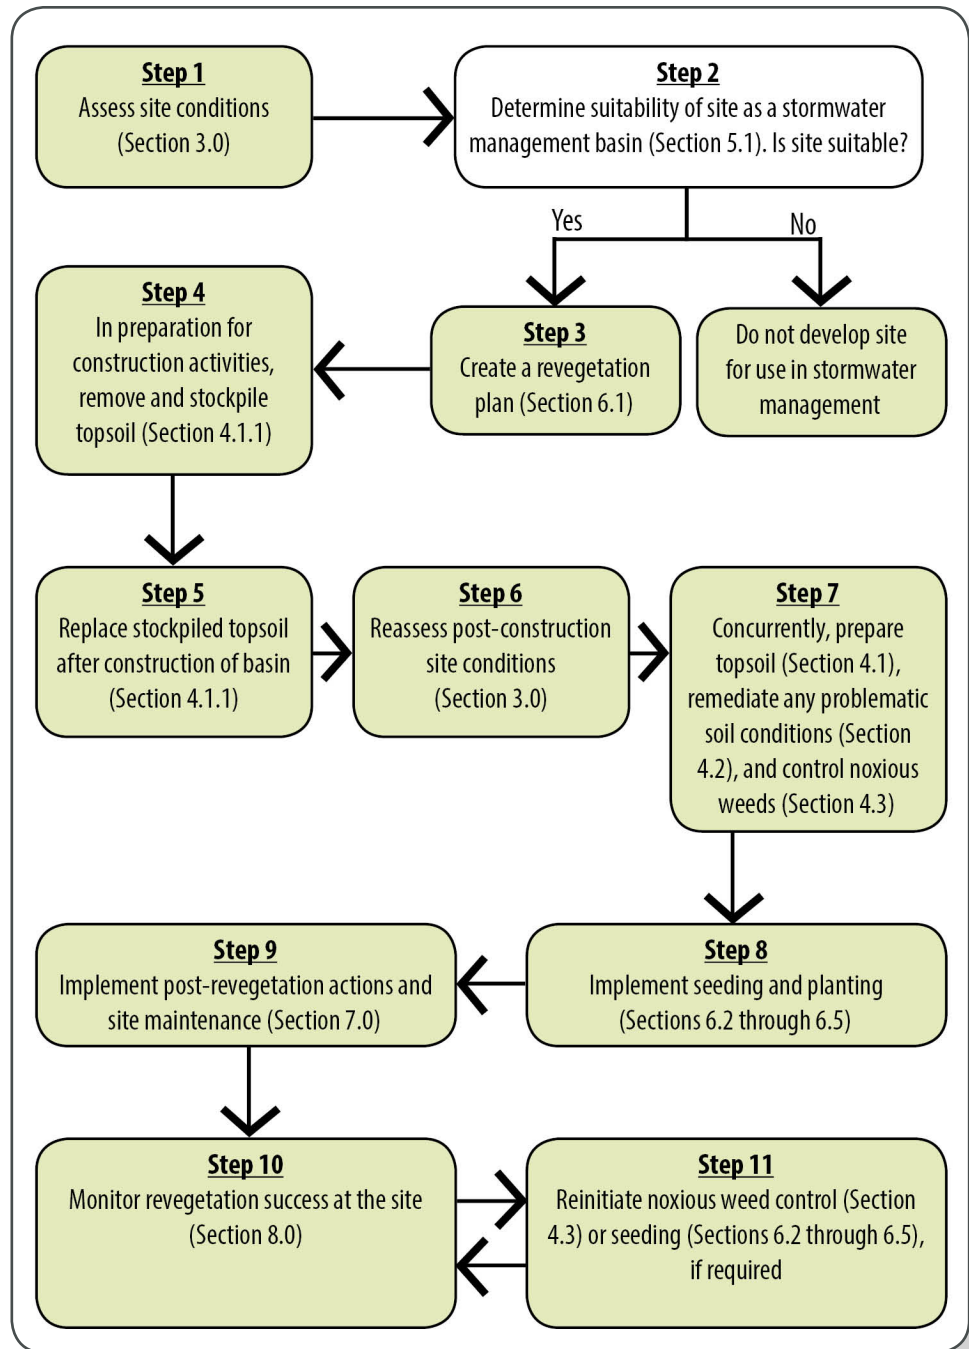 Step 1
Assess site conditions
(Section 3.0)
Step 2
Determine suitability of site as a stormwater
management basin (Section 5.1). Is site suitable?
Yes
No
Step 3
Create a revegetation
plan (Section 6.1)
Do not develop site
for use in stormwater
management
Step 4
In preparation for
construction activities,
remove and stockpile
topsoil (Section 4.1.1)
Step 5
Replace stockpiled topsoil
after construction of basin
(Section 4.1.1)
Step 6
Reassess post-construction
site conditions
(Section 3.0)
Step 7
Concurrently, prepare
topsoil (Section 4.1),
remediate any problematic
soil conditions (Section
4.2), and control noxious
weeds (Section 4.3)
Step 8
Implement seeding and planting
(Sections 6.2 through 6.5)
Step 9
Implement post-revegetation actions and
site maintenance (Section 7.0)
Step 10
Monitor revegetation success at the site
(Section 8.0)
Step 11
Reinitiate noxious weed control (Section
4.3) or seeding (Sections 6.2 through 6.5),
if required